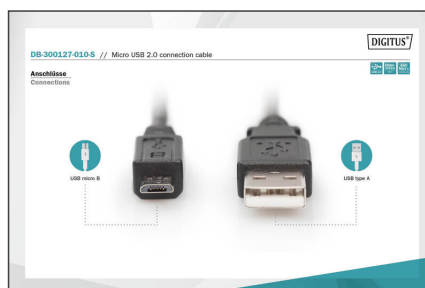 DIGITUS®
DB-300127-010-S // Micro USB 2.0 connection cable
Anschlüsse
Connections
USB micro B
USB type A